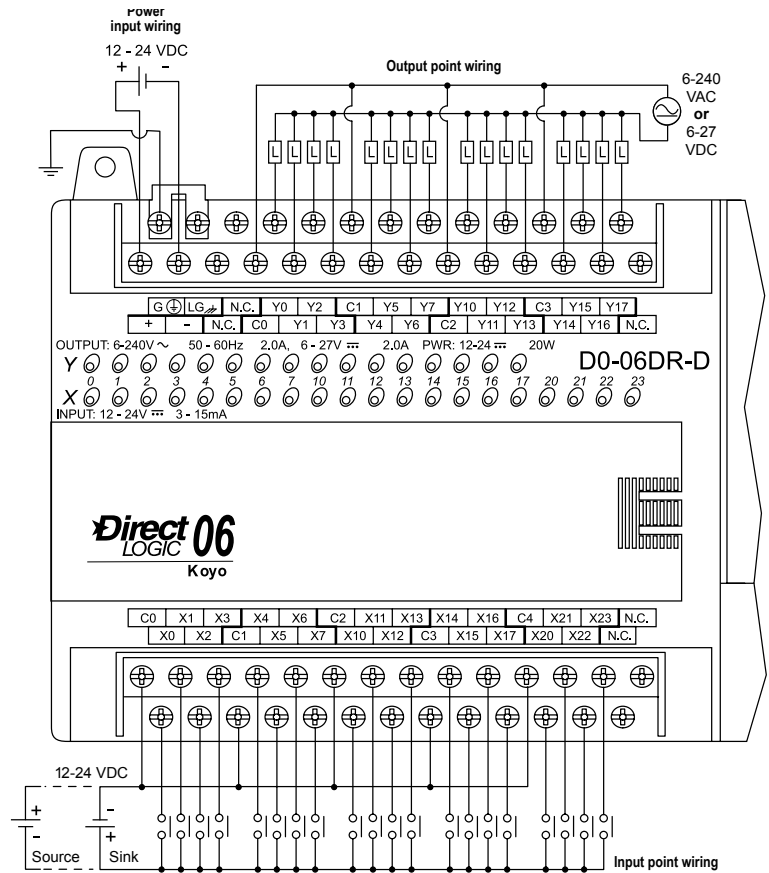 Power
input wiring
12 - 24 VDC
+ -
Output point wiring
6-240
VAC
or
6-27
VDC
L L L L L L L L L L L L L L L L
G LG N.C. Y0 Y2 C1 Y5 Y7 Y10 Y12 C3 Y15 Y17
+ - N.C. C0 Y1 Y3 Y4 Y6 C2 Y11 Y13 Y14 Y16 N.C.
OUTPUT: 6-240V ~ 50 - 60Hz 2.0A, 6 - 27V ⎓ 2.0A PWR: 12-24 ⎓ 20W
Y D0-06DR-D
0 1 2 3 4 5 6 7 10 11 12 13 14 15 16 17 20 21 22 23
X
INPUT: 12 - 24V ⎓ 3 - 15mA
Direct
LOGIC 06
Koyo
C0 X1 X3 X4 X6 C2 X11 X13 X14 X16 C4 X21 X23 N.C.
X0 X2 C1 X5 X7 X10 X12 C3 X15 X17 X20 X22 N.C.
12-24 VDC
+ -
- +
Source Sink
Input point wiring